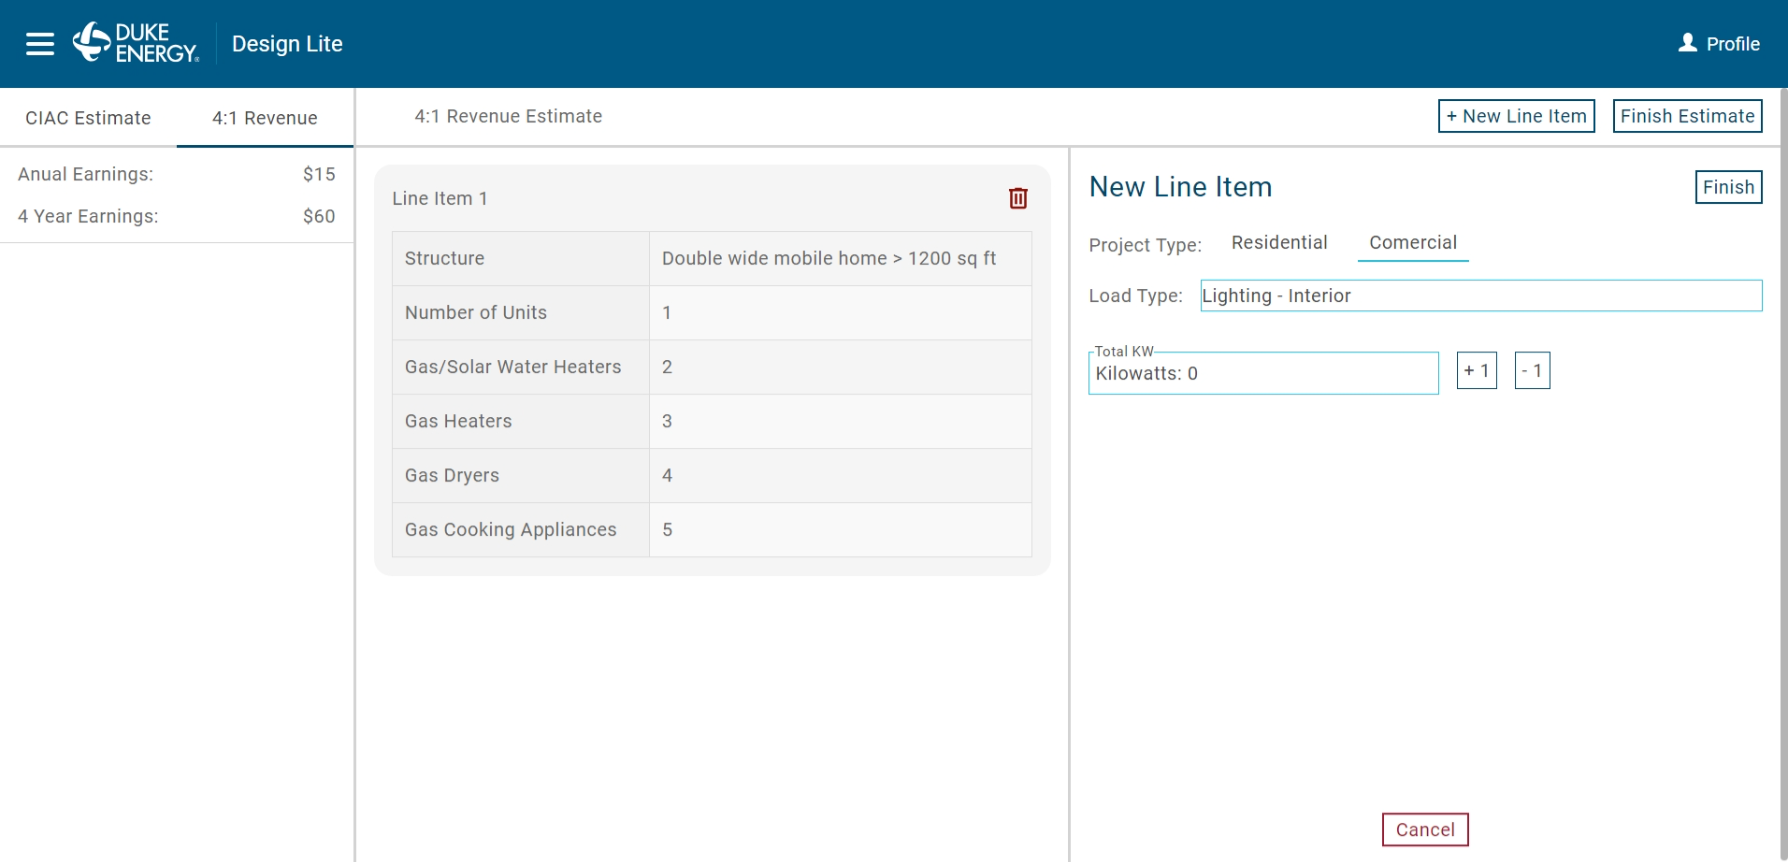 DUKE ENERGY®
Design Lite
Profile
CIAC Estimate
4:1 Revenue
Anual Earnings: $15
4 Year Earnings: $60
4:1 Revenue Estimate
+ New Line Item
Finish Estimate
Line Item 1
Structure Double wide mobile home > 1200 sq ft
Number of Units 1
Gas/Solar Water Heaters 2
Gas Heaters 3
Gas Dryers 4
Gas Cooking Appliances 5
New Line Item
Finish
Project Type: Residential Comercial
Load Type: Lighting - Interior
Total KW
Kilowatts: 0
+ 1
- 1
Cancel